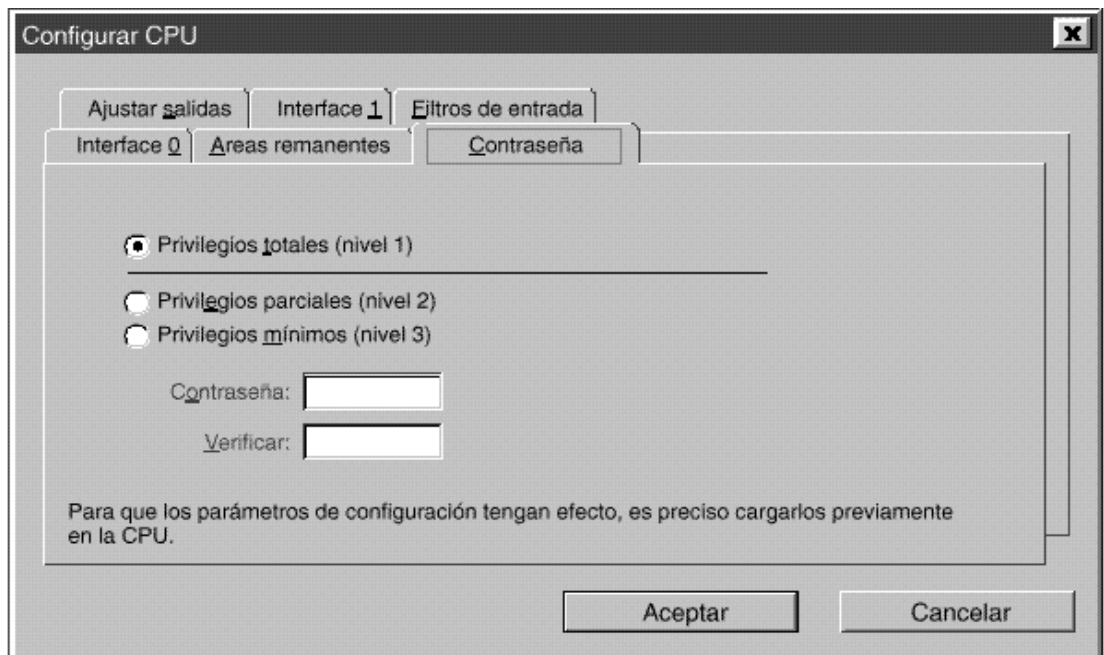 Configurar CPU
Ajustar salidas
Interface 1
Filtros de entrada
Interface 0
Areas remanentes
Contraseña
Privilegios totales (nivel 1)
Privilegios parciales (nivel 2)
Privilegios mínimos (nivel 3)
Contraseña:
Verificar:
Para que los parámetros de configuración tengan efecto, es preciso cargarlos previamente
en la CPU.
Aceptar
Cancelar